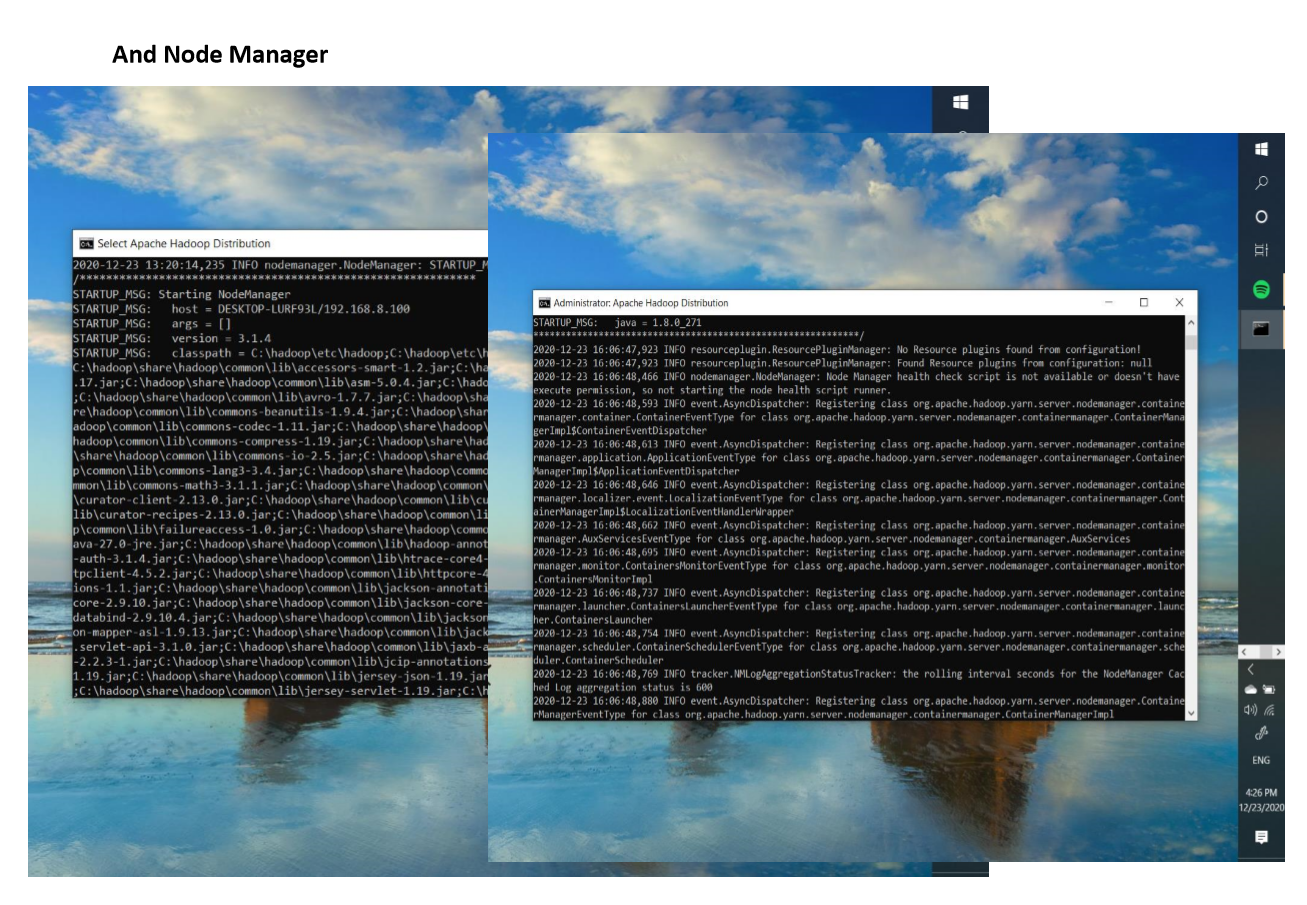 And Node Manager
Select Apache Hadoop Distribution
2020-12-23 13:20:14,235 INFO nodemanager.NodeManager: STARTUP_M
/************************************************************
STARTUP_MSG: Starting NodeManager
STARTUP_MSG:   host = DESKTOP-LURF93L/192.168.8.100
STARTUP_MSG:   args = []
STARTUP_MSG:   version = 3.1.4
STARTUP_MSG:   classpath = C:\hadoop\etc\hadoop;C:\hadoop\etc\h
C:\hadoop\share\hadoop\common\lib\accessors-smart-1.2.jar;C:\ha
.17.jar;C:\hadoop\share\hadoop\common\lib\asm-5.0.4.jar;C:\hado
;C:\hadoop\share\hadoop\common\lib\avro-1.7.7.jar;C:\hadoop\sha
re\hadoop\common\lib\commons-beanutils-1.9.4.jar;C:\hadoop\shar
adoop\common\lib\commons-codec-1.11.jar;C:\hadoop\share\hadoop\
hadoop\common\lib\commons-compress-1.19.jar;C:\hadoop\share\had
\share\hadoop\common\lib\commons-io-2.5.jar;C:\hadoop\share\had
p\common\lib\commons-lang3-3.4.jar;C:\hadoop\share\hadoop\commo
mmon\lib\commons-math3-3.1.1.jar;C:\hadoop\share\hadoop\common\
\curator-client-2.13.0.jar;C:\hadoop\share\hadoop\common\lib\cu
lib\curator-recipes-2.13.0.jar;C:\hadoop\share\hadoop\common\li
p\common\lib\failureaccess-1.0.jar;C:\hadoop\share\hadoop\commo
ava-27.0-jre.jar;C:\hadoop\share\hadoop\common\lib\hadoop-annot
-auth-3.1.4.jar;C:\hadoop\share\hadoop\common\lib\htrace-core4-
tpclient-4.5.2.jar;C:\hadoop\share\hadoop\common\lib\httpcore-4
ions-1.1.jar;C:\hadoop\share\hadoop\common\lib\jackson-annotati
core-2.9.10.jar;C:\hadoop\share\hadoop\common\lib\jackson-core-
databind-2.9.10.4.jar;C:\hadoop\share\hadoop\common\lib\jackson
on-mapper-asl-1.9.13.jar;C:\hadoop\share\hadoop\common\lib\jack
.servlet-api-3.1.0.jar;C:\hadoop\share\hadoop\common\lib\jaxb-a
-2.2.3-1.jar;C:\hadoop\share\hadoop\common\lib\jcip-annotations
1.19.jar;C:\hadoop\share\hadoop\common\lib\jersey-json-1.19.jar
;C:\hadoop\share\hadoop\common\lib\jersey-servlet-1.19.jar;C:\h
Administrator: Apache Hadoop Distribution
STARTUP_MSG:   java = 1.8.0_271
************************************************************/
2020-12-23 16:06:47,923 INFO resourceplugin.ResourcePluginManager: No Resource plugins found from configuration!
2020-12-23 16:06:47,923 INFO resourceplugin.ResourcePluginManager: Found Resource plugins from configuration: null
2020-12-23 16:06:48,466 INFO nodemanager.NodeManager: Node Manager health check script is not available or doesn't have
execute permission, so not starting the node health script runner.
2020-12-23 16:06:48,593 INFO event.AsyncDispatcher: Registering class org.apache.hadoop.yarn.server.nodemanager.containe
rmanager.container.ContainerEventType for class org.apache.hadoop.yarn.server.nodemanager.containermanager.ContainerMana
gerImpl$ContainerEventDispatcher
2020-12-23 16:06:48,613 INFO event.AsyncDispatcher: Registering class org.apache.hadoop.yarn.server.nodemanager.containe
rmanager.application.ApplicationEventType for class org.apache.hadoop.yarn.server.nodemanager.containermanager.Container
ManagerImpl$ApplicationEventDispatcher
2020-12-23 16:06:48,646 INFO event.AsyncDispatcher: Registering class org.apache.hadoop.yarn.server.nodemanager.containe
rmanager.localizer.event.LocalizationEventType for class org.apache.hadoop.yarn.server.nodemanager.containermanager.Cont
ainerManagerImpl$LocalizationEventHandlerWrapper
2020-12-23 16:06:48,662 INFO event.AsyncDispatcher: Registering class org.apache.hadoop.yarn.server.nodemanager.containe
rmanager.AuxServicesEventType for class org.apache.hadoop.yarn.server.nodemanager.containermanager.AuxServices
2020-12-23 16:06:48,695 INFO event.AsyncDispatcher: Registering class org.apache.hadoop.yarn.server.nodemanager.containe
rmanager.monitor.ContainersMonitorEventType for class org.apache.hadoop.yarn.server.nodemanager.containermanager.monitor
.ContainersMonitorImpl
2020-12-23 16:06:48,737 INFO event.AsyncDispatcher: Registering class org.apache.hadoop.yarn.server.nodemanager.containe
rmanager.launcher.ContainersLauncherEventType for class org.apache.hadoop.yarn.server.nodemanager.containermanager.launc
her.ContainersLauncher
2020-12-23 16:06:48,754 INFO event.AsyncDispatcher: Registering class org.apache.hadoop.yarn.server.nodemanager.containe
rmanager.scheduler.ContainerSchedulerEventType for class org.apache.hadoop.yarn.server.nodemanager.containermanager.sche
duler.ContainerScheduler
2020-12-23 16:06:48,769 INFO tracker.NMLogAggregationStatusTracker: the rolling interval seconds for the NodeManager Cac
hed Log aggregation status is 600
2020-12-23 16:06:48,880 INFO event.AsyncDispatcher: Registering class org.apache.hadoop.yarn.server.nodemanager.Containe
rManagerEventType for class org.apache.hadoop.yarn.server.nodemanager.containermanager.ContainerManagerImpl
ENG
4:26 PM
12/23/2020